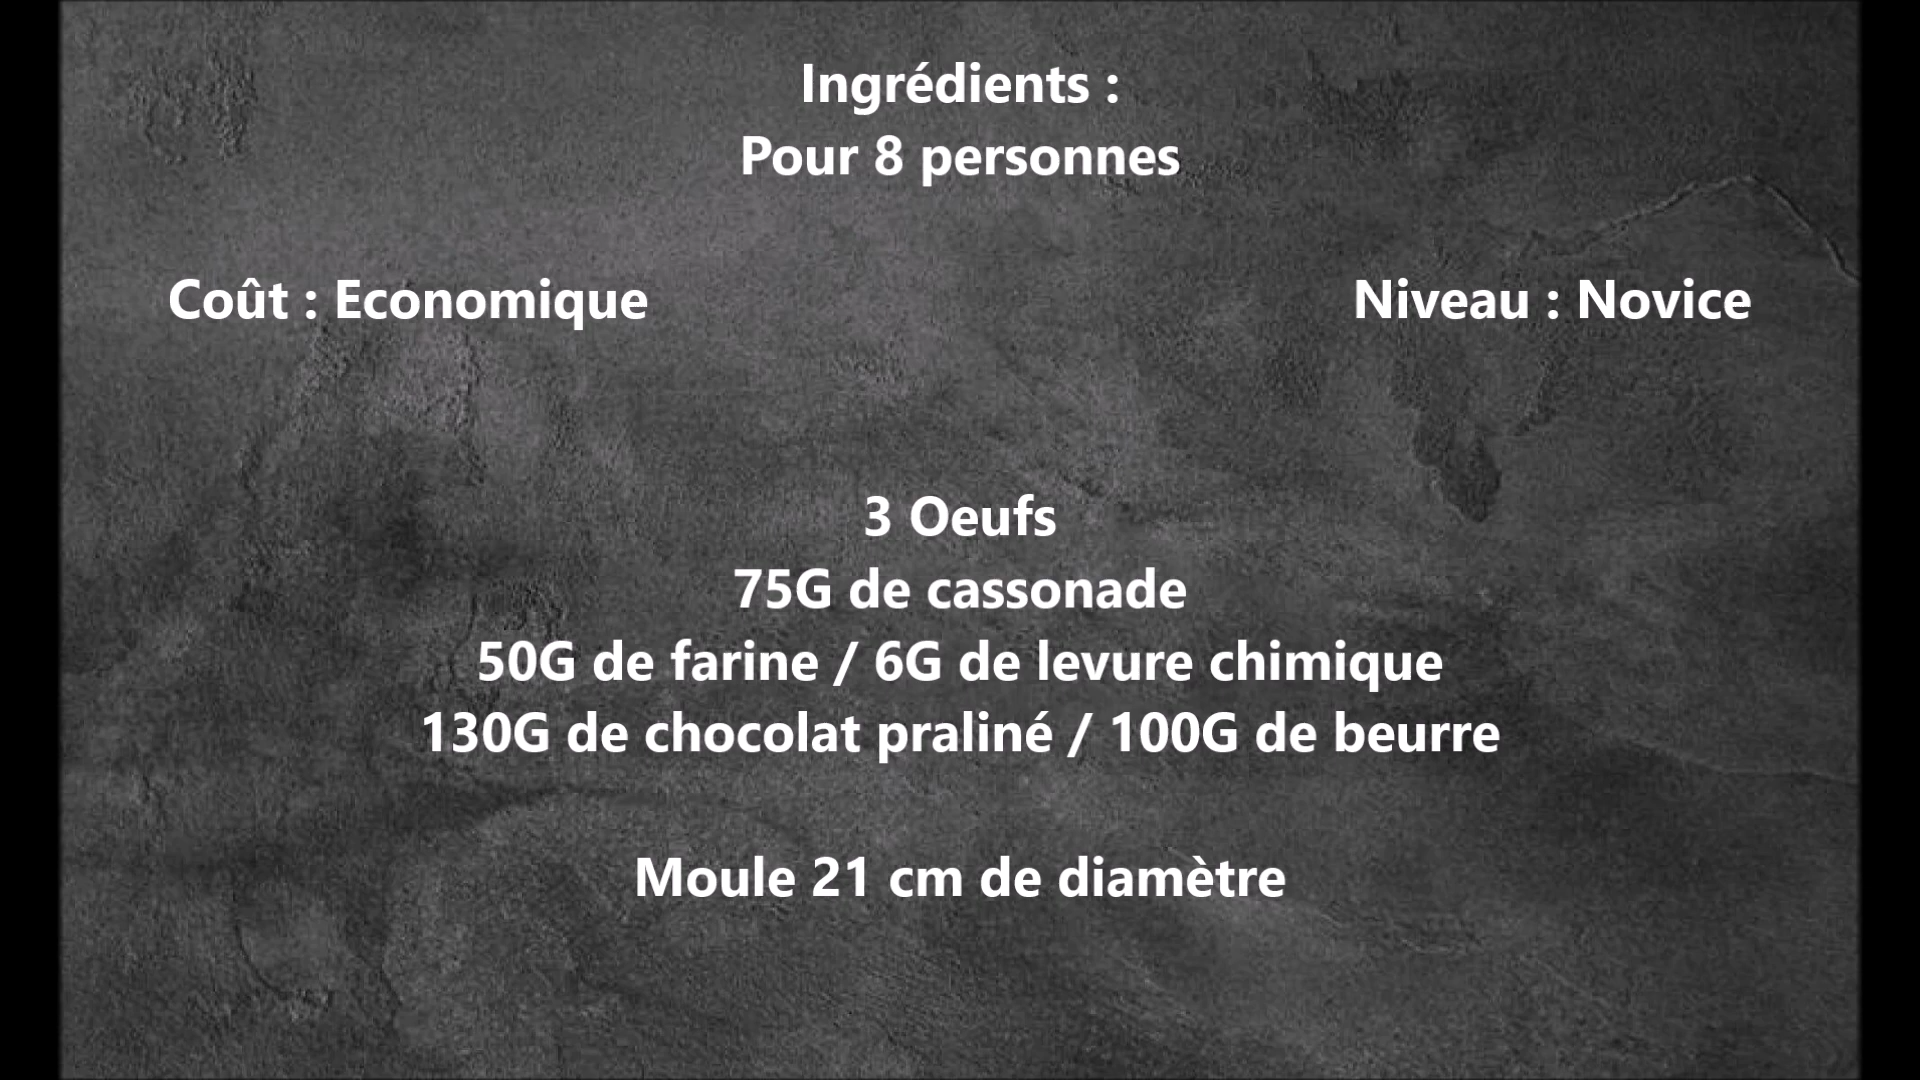 Ingrédients :
Pour 8 personnes
Coût : Economique
Niveau : Novice
3 Oeufs
75G de cassonade
50G de farine / 6G de levure chimique
130G de chocolat praliné / 100G de beurre
Moule 21 cm de diamètre